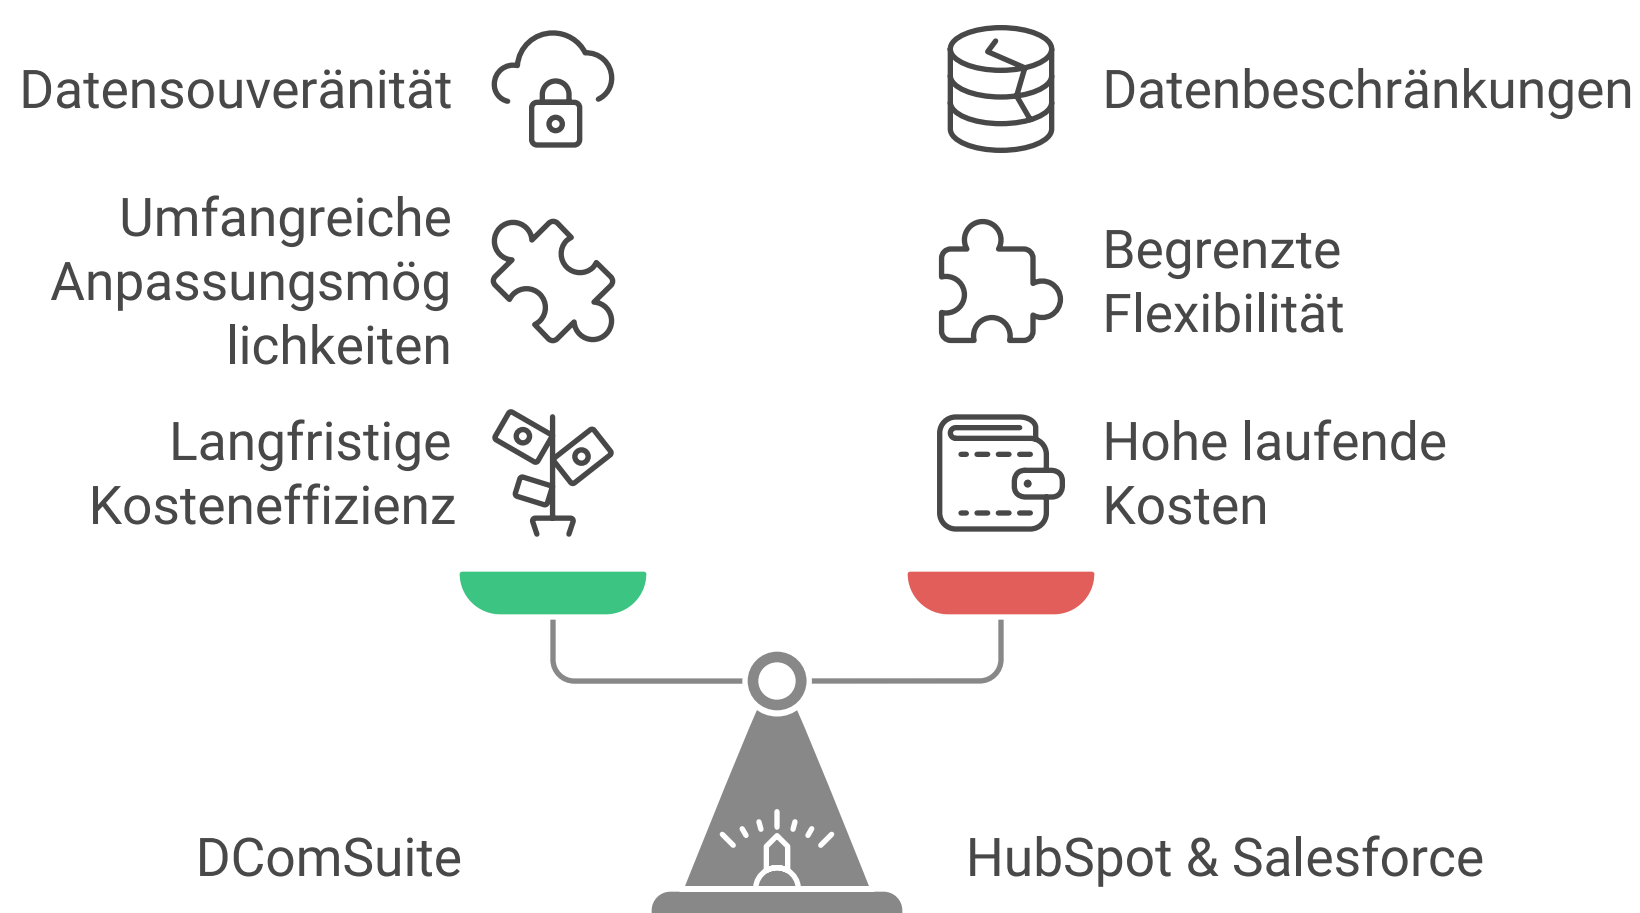 Datensouveränität
Datenbeschränkungen
Umfangreiche
Anpassungsmög
lichkeiten
Begrenzte
Flexibilität
Langfristige
Kosteneffizienz
Hohe laufende
Kosten
DComSuite
HubSpot & Salesforce